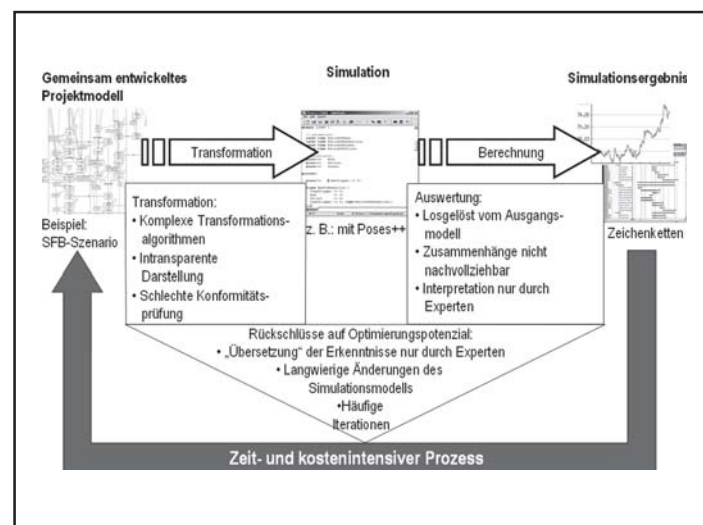 Gemeinsam entwickeltes
Projektmodell
Simulation
Simulationsergebnis
Transformation
Berechnung
Beispiel:
SFB-Szenario
Transformation:
• Komplexe Transformations-
algorithmen
• Intransparente
Darstellung
• Schlechte Konformitäts-
prüfung
z. B.: mit Poses++
Auswertung:
• Losgelöst vom Ausgangs-
modell
• Zusammenhänge nicht
nachvollziehbar
• Interpretation nur durch
Experten
Zeichenketten
Rückschlüsse auf Optimierungspotenzial:
• „Übersetzung“ der Erkenntnisse nur durch Experten
• Langwierige Änderungen des
Simulationsmodells
•Häufige
Iterationen
Zeit- und kostenintensiver Prozess